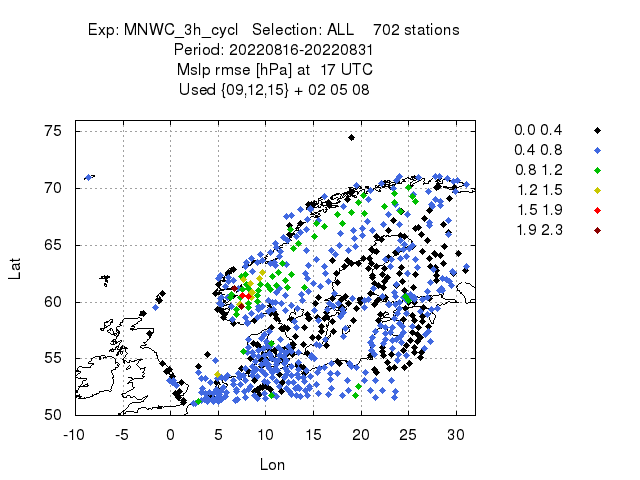 Exp: MNWC_3h_cycl Selection: ALL 702 stations
Period: 20220816-20220831
Mslp rmse [hPa] at 17 UTC
Used {09,12,15} + 02 05 08
0.0 0.4
0.4 0.8
0.8 1.2
1.2 1.5
1.5 1.9
1.9 2.3
75
70
65
60
55
50
Lat
-10 -5 0 5 10 15 20 25 30
Lon